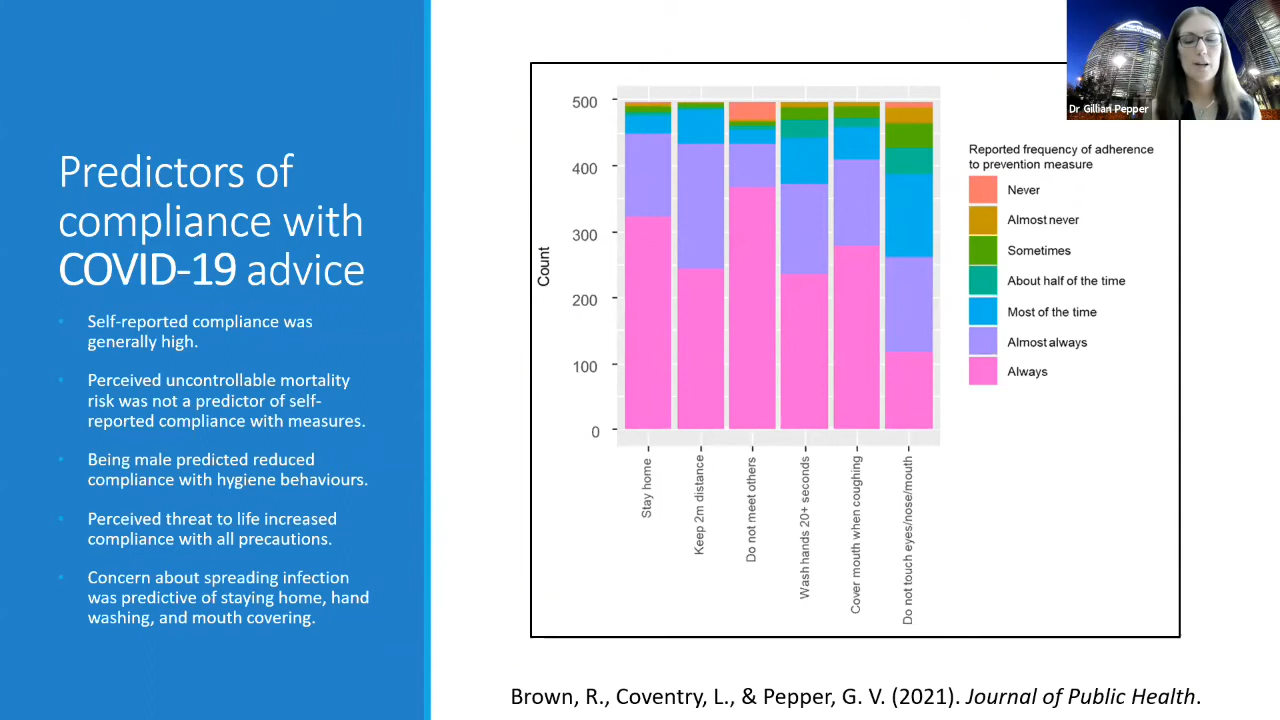 Predictors of
compliance with
COVID-19 advice
Self-reported compliance was
generally high.
Perceived uncontrollable mortality
risk was not a predictor of self-
reported compliance with measures.
Being male predicted reduced
compliance with hygiene behaviours.
Perceived threat to life increased
compliance with all precautions.
Concern about spreading infection
was predictive of staying home, hand
washing, and mouth covering.
Count
500
400
300
200
100
0
Stay home
Keep 2m distance
Do not meet others
Wash hands 20+ seconds
Cover mouth when coughing
Do not touch eyes/nose/mouth
Reported frequency of adherence
to prevention measure
Never
Almost never
Sometimes
About half of the time
Most of the time
Almost always
Always
Dr Gillian Pepper
Brown, R., Coventry, L., & Pepper, G. V. (2021). Journal of Public Health.